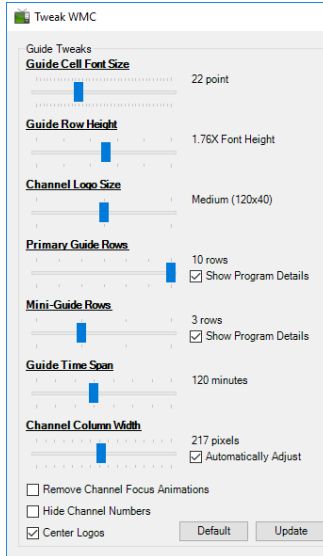 Tweak WMC
Guide Tweaks
Guide Cell Font Size
22 point
Guide Row Height
1.76X Font Height
Channel Logo Size
Medium (120x40)
Primary Guide Rows
10 rows
Show Program Details
Mini-Guide Rows
3 rows
Show Program Details
Guide Time Span
120 minutes
Channel Column Width
217 pixels
Automatically Adjust
Remove Channel Focus Animations
Hide Channel Numbers
Center Logos
Default
Update